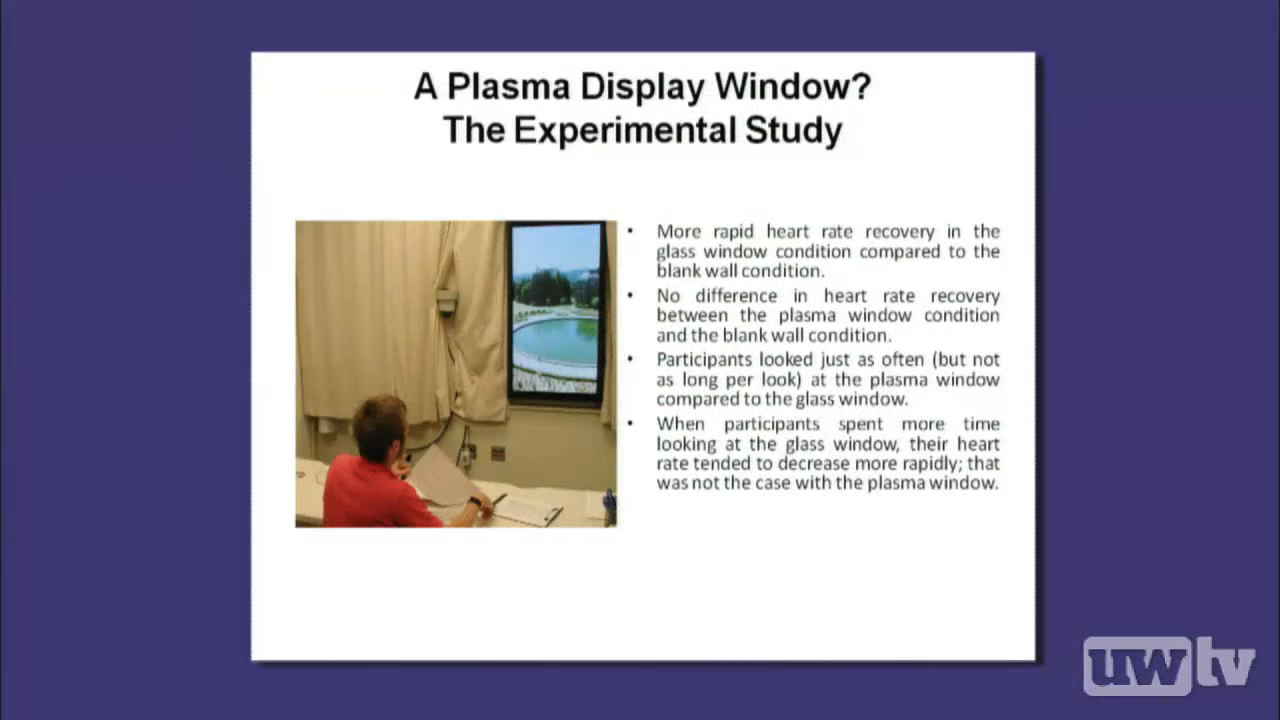 A Plasma Display Window?
The Experimental Study
• More rapid heart rate recovery in the
glass window condition compared to the
blank wall condition.
• No difference in heart rate recovery
between the plasma window condition
and the blank wall condition.
• Participants looked just as often (but not
as long per look) at the plasma window
compared to the glass window.
• When participants spent more time
looking at the glass window, their heart
rate tended to decrease more rapidly; that
was not the case with the plasma window.
uwtv